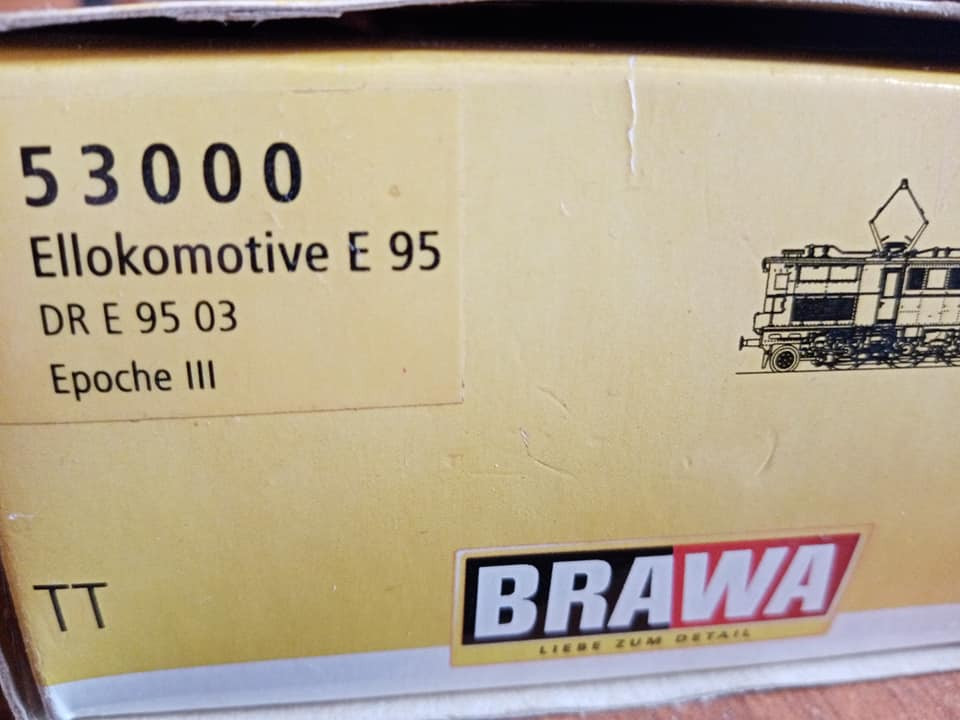 53000
Ellokomotive E 95
DR E 95 03
Epoche III
TT
BRAWA
LIEBE ZUM DETAIL